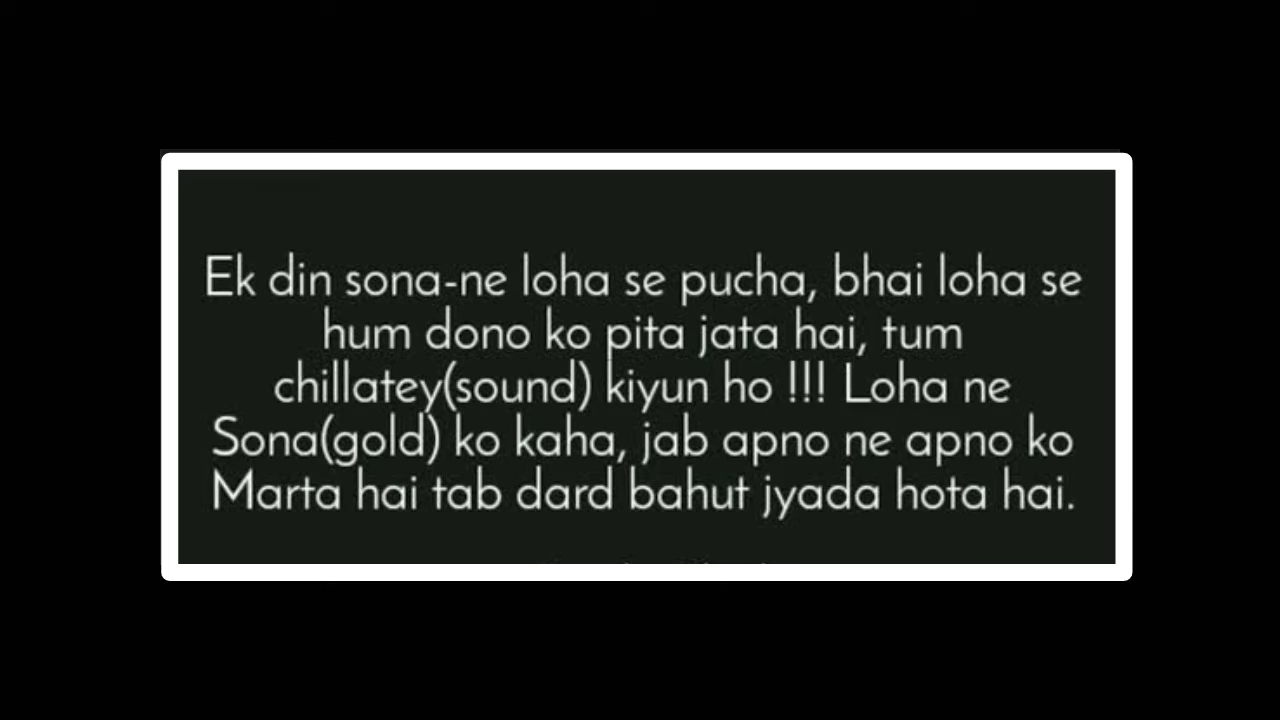 Ek din sona-ne loha se pucha, bhai loha se
hum dono ko pita jata hai, tum
chillatey(sound) kiyun ho !!! Loha ne
Sona(gold) ko kaha, jab apno ne apno ko
Marta hai tab dard bahut jyada hota hai.